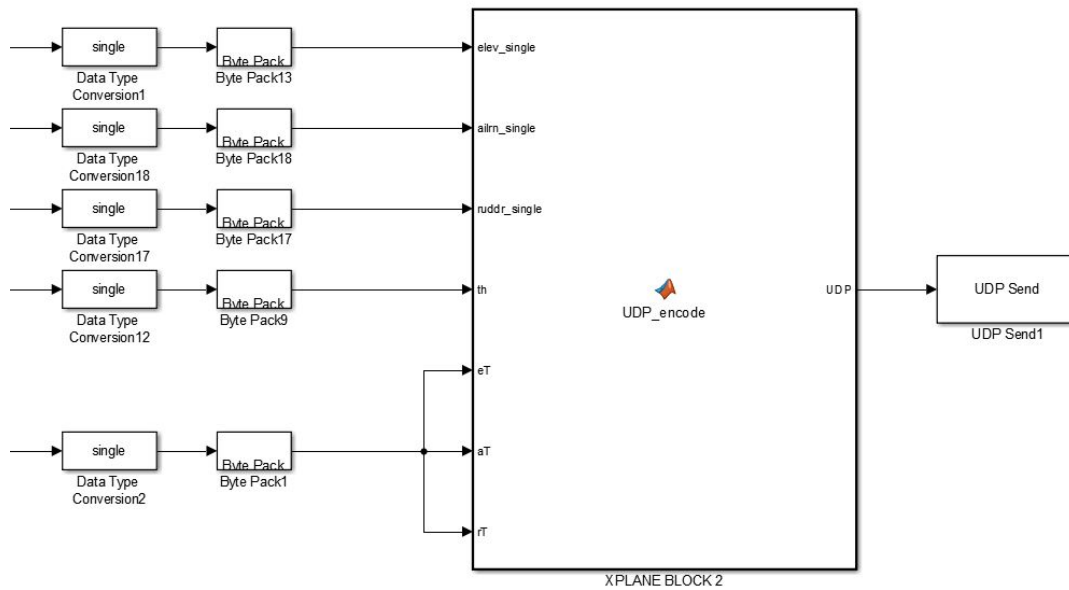 single
Data Type
Conversion1
Byte Pack
Byte Pack13
elev_single
single
Data Type
Conversion18
Byte Pack
Byte Pack18
ailrn_single
single
Data Type
Conversion17
Byte Pack
Byte Pack17
ruddr_single
single
Data Type
Conversion12
Byte Pack
Byte Pack9
th
single
Data Type
Conversion2
Byte Pack
Byte Pack1
eT
aT
rT
UDP_encode
UDP
XPLANE BLOCK 2
UDP Send
UDP Send1